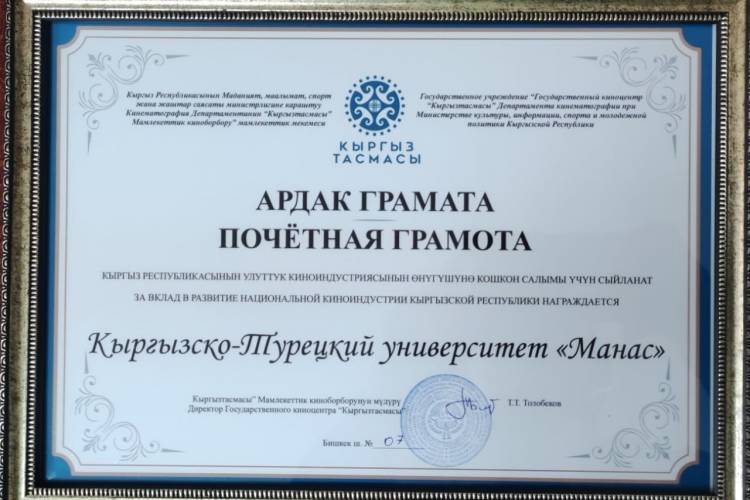 Кыргыз Республикасынын Маданият, маалымат, спорт
жана жаштар саясаты министрлигине караштуу
Кинематография Департаментинин "Кыргызтасмасы"
Мамлекеттик киноборбору" мамлекеттик мекемеси
Государственное учреждение "Государственный киноцентр
"Кыргызтасмасы" Департамента кинематографии при
Министерстве культуры, информации, спорта и молодежной
политики Кыргызской Республики
КЫРГЫЗ
ТАСМАСЫ
АРДАК ГРАМАТА
ПОЧЁТНАЯ ГРАМОТА
КЫРГЫЗ РЕСПУБЛИКАСЫНЫН УЛУТТУК КИНОИНДУСТРИЯСЫНЫН ӨНҮГҮШҮНӨ КОШКОН САЛЫМЫ ҮЧҮН СЫЙЛАНАТ
ЗА ВКЛАД В РАЗВИТИЕ НАЦИОНАЛЬНОЙ КИНОИНДУСТРИИ КЫРГЫЗСКОЙ РЕСПУБЛИКИ НАГРАЖДАЕТСЯ
Кыргызско-Турецкий университет «Манас»
Кыргызтасмасы" Мамлекеттик киноборборунун мүдүрү
Директор Государственного киноцентра "Кыргызтасмасы"
Т.Т. Толобеков
Бишкек ш. № 07